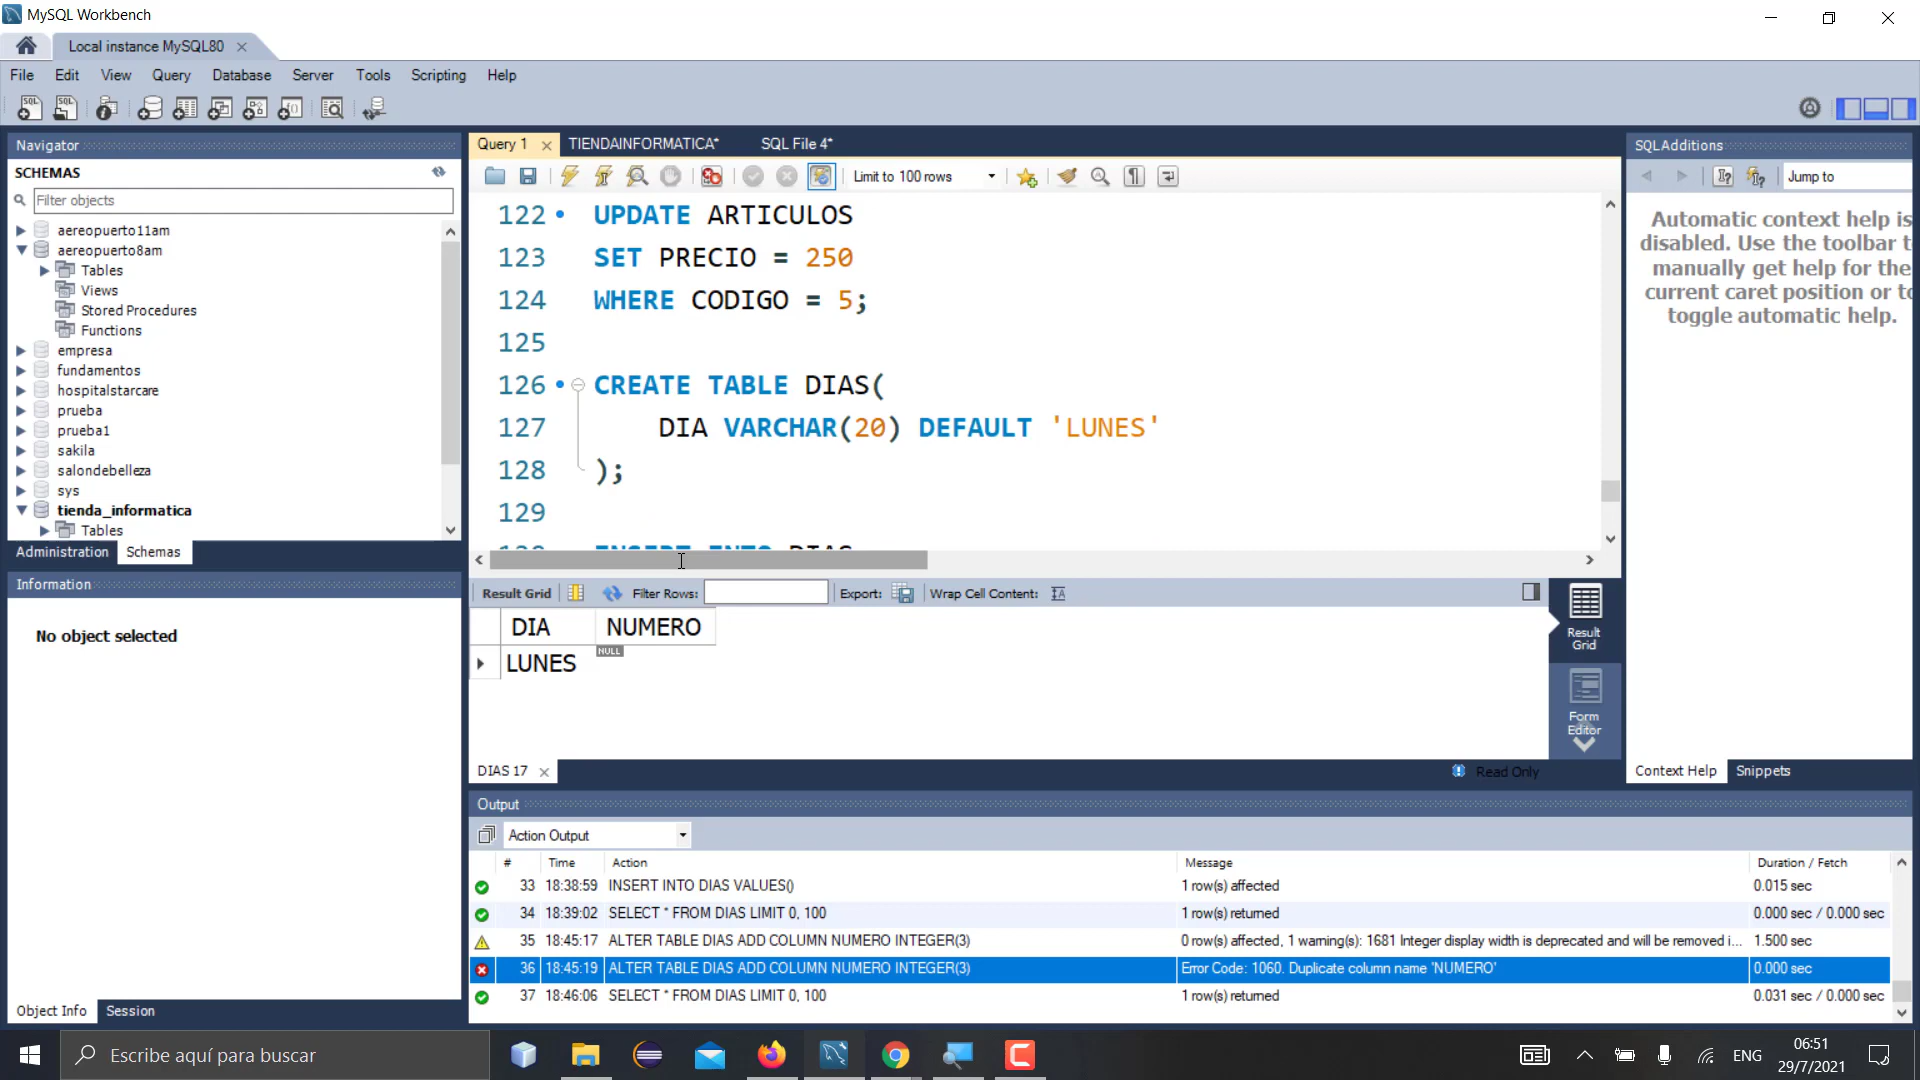 MySQL Workbench
Local instance MySQL80
File Edit View Query Database Server Tools Scripting Help
Navigator
SCHEMAS
Filter objects
aereopuerto11am
aereopuerto8am
Tables
Views
Stored Procedures
Functions
empresa
fundamentos
hospitalstarcare
prueba
prueba1
sakila
salondebelleza
sys
tienda_informatica
Tables
Administration Schemas
Information
No object selected
Object Info Session
Query 1 TIENDAINFORMATICA* SQL File 4*
Limit to 100 rows
122 UPDATE ARTICULOS
123 SET PRECIO = 250
124 WHERE CODIGO = 5;
125
126 CREATE TABLE DIAS(
127 DIA VARCHAR(20) DEFAULT 'LUNES'
128 );
129
Result Grid Filter Rows: Export: Wrap Cell Content:
DIA NUMERO
LUNES NULL
Result Grid
Form Editor
DIAS 17
Read Only
Output
Action Output
# Time Action Message Duration / Fetch
33 18:38:59 INSERT INTO DIAS VALUES() 1 row(s) affected 0.015 sec
34 18:39:02 SELECT * FROM DIAS LIMIT 0, 100 1 row(s) returned 0.000 sec / 0.000 sec
35 18:45:17 ALTER TABLE DIAS ADD COLUMN NUMERO INTEGER(3) 0 row(s) affected, 1 warning(s): 1681 Integer display width is deprecated and will be removed i... 1.500 sec
36 18:45:19 ALTER TABLE DIAS ADD COLUMN NUMERO INTEGER(3) Error Code: 1060. Duplicate column name 'NUMERO' 0.000 sec
37 18:46:06 SELECT * FROM DIAS LIMIT 0, 100 1 row(s) returned 0.031 sec / 0.000 sec
SQLAdditions
Jump to
Automatic context help is
disabled. Use the toolbar t
manually get help for the
current caret position or to
toggle automatic help.
Context Help Snippets
Escribe aquí para buscar
ENG
06:51
29/7/2021